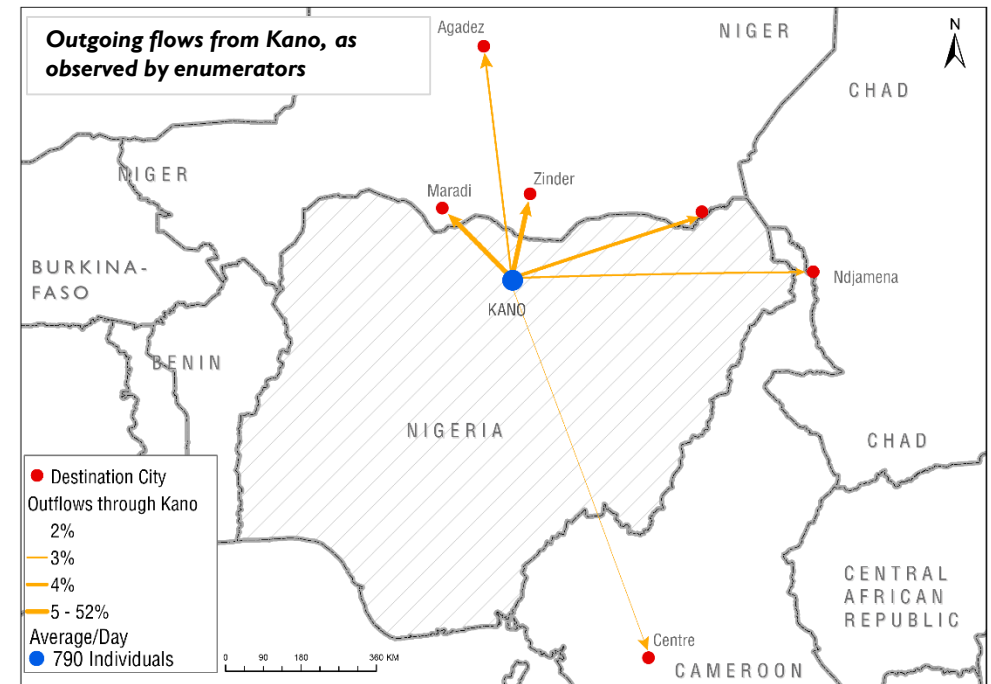 Outgoing flows from Kano, as
observed by enumerators
Agadez
NIGER
N
CHAD
NIGER
Maradi
Zinder
BURKINA-
FASO
Ndjamena
KANO
BENIN
NIGERIA
CHAD
Destination City
Outflows through Kano
2%
3%
4%
5 - 52%
Average/Day
790 Individuals
0 90 180 360 KM
CENTRAL
AFRICAN
REPUBLIC
Centre
CAMEROON